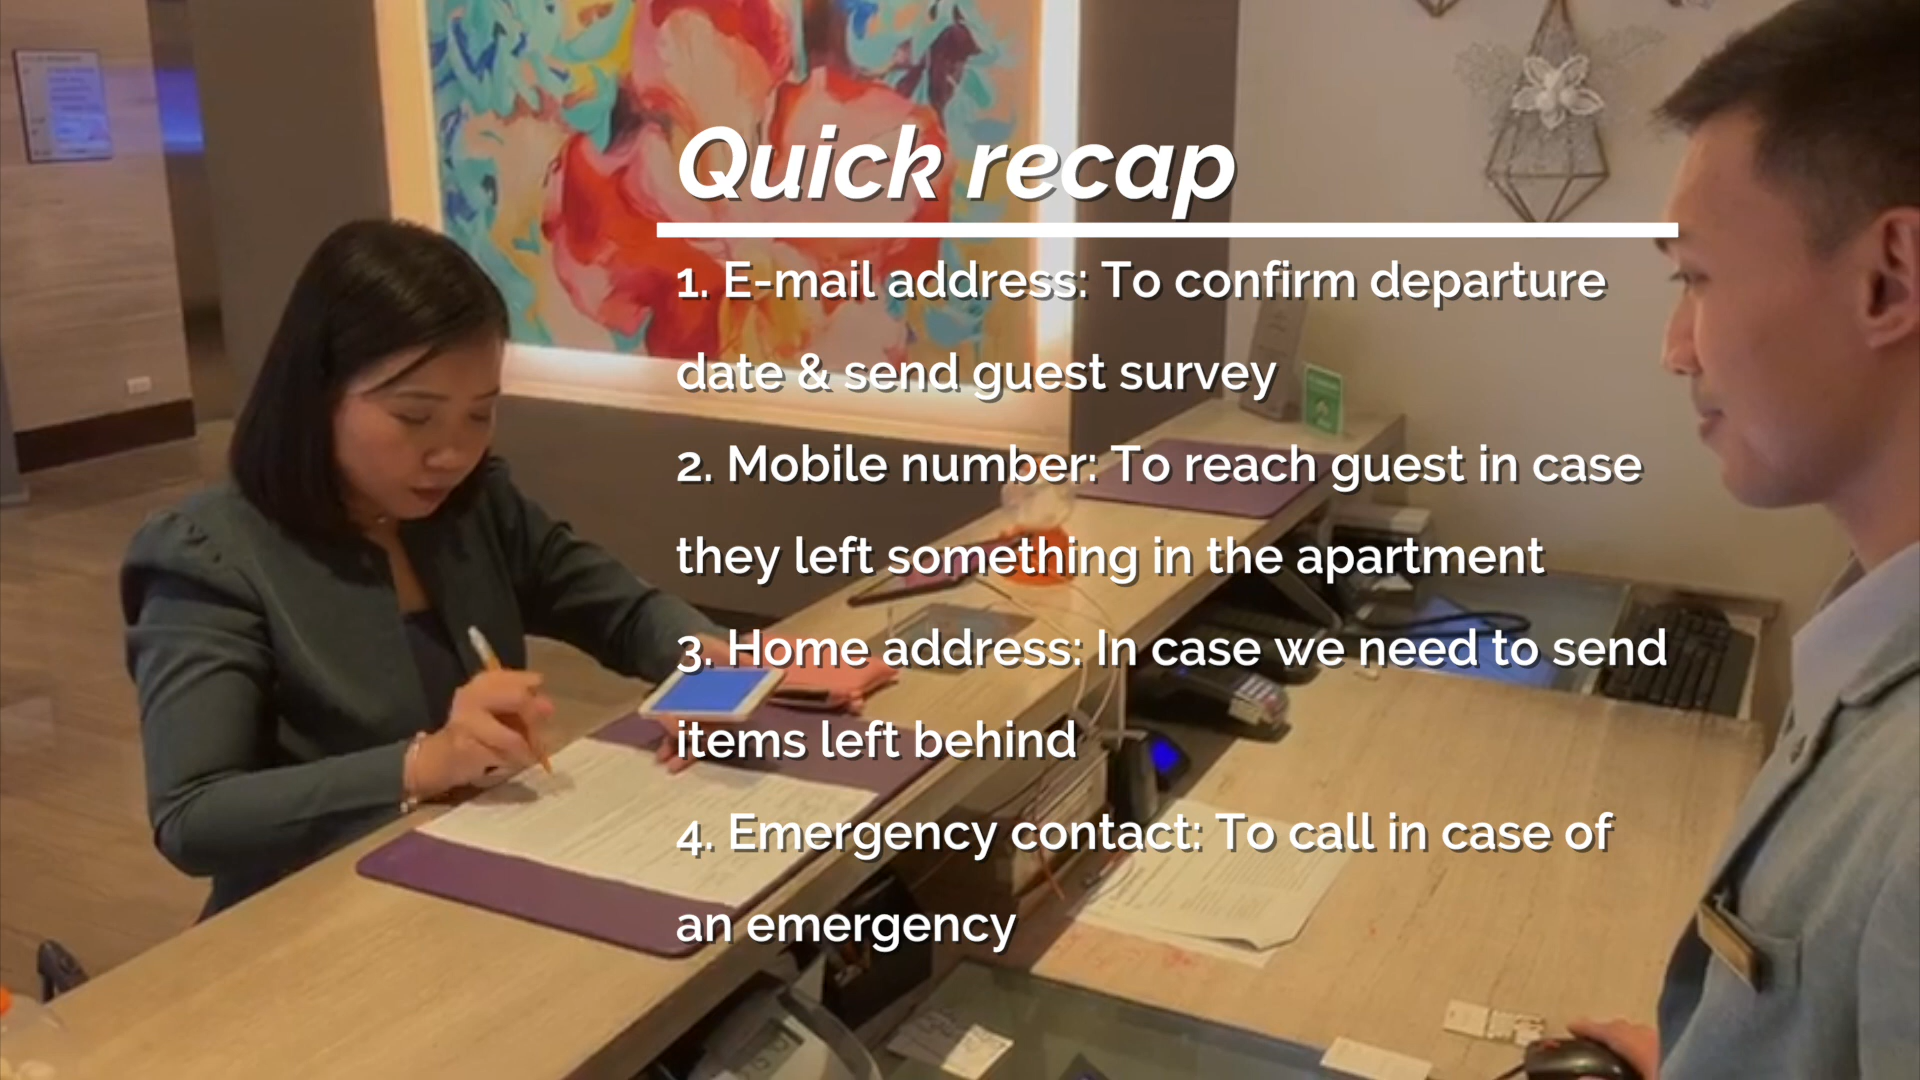 Quick recap
1. E-mail address: To confirm departure
date & send guest survey
2. Mobile number: To reach guest in case
they left something in the apartment
3. Home address: In case we need to send
items left behind
4. Emergency contact: To call in case of
an emergency